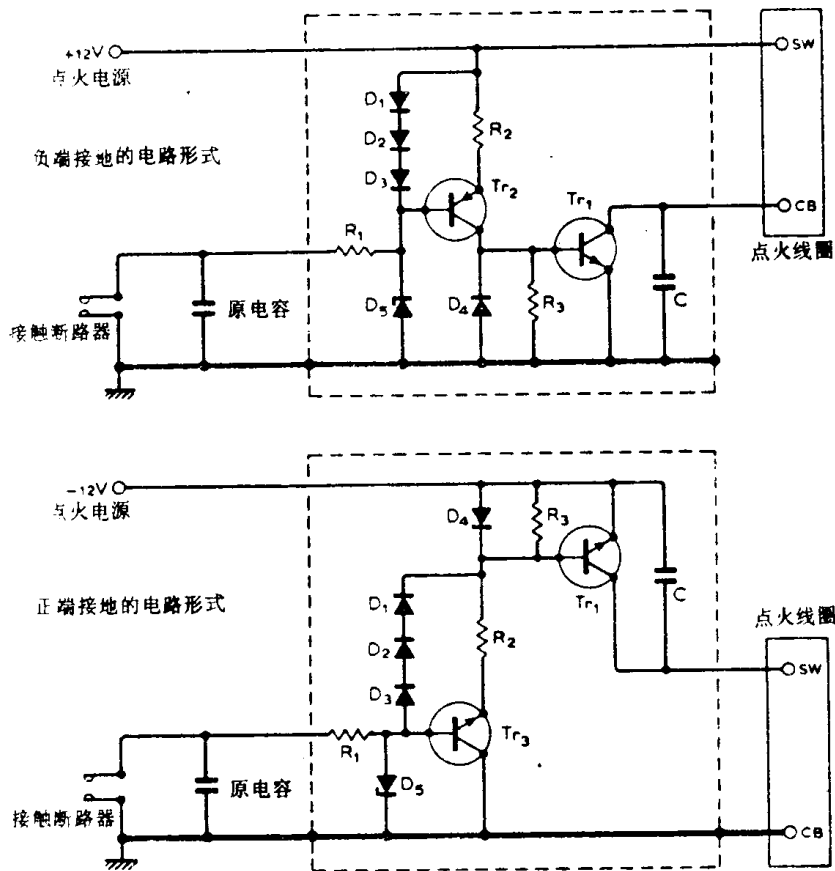 +12V
点火电源
SW
D₁
D₂
D₃
R₂
负端接地的电路形式
Tr₂
Tr₁
CB
点火线圈
R₁
原电容
D₅
D₄
R₃
C
接触断路器
-12V
点火电源
D₄
R₃
Tr₁
C
正端接地的电路形式
D₁
D₂
D₃
R₂
点火线圈
SW
R₁
Tr₃
原电容
D₅
接触断路器
CB